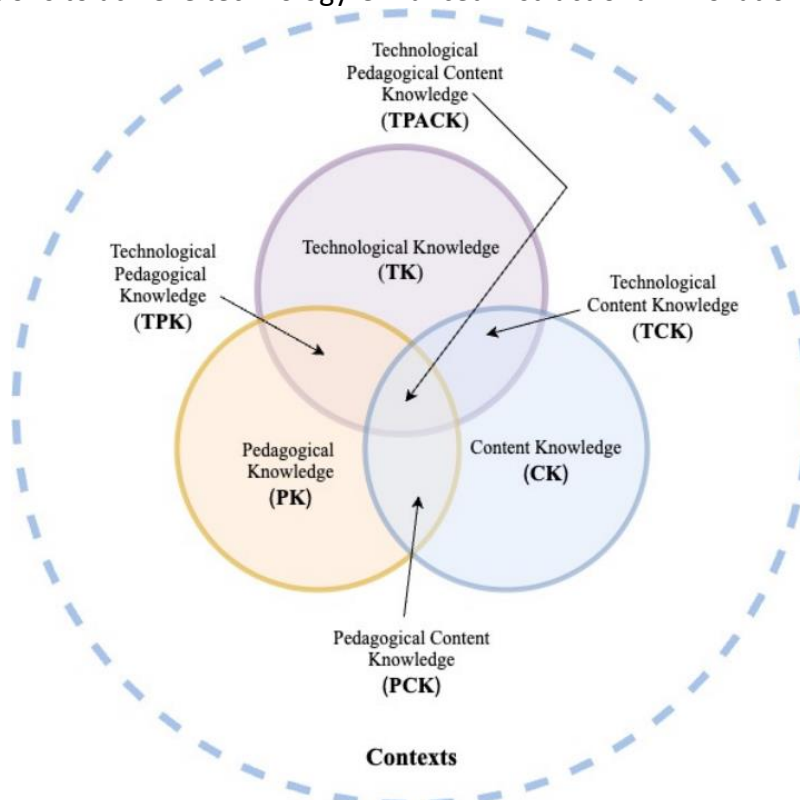 Technological
Pedagogical Content
Knowledge
(TPACK)
Technological Knowledge
(TK)
Technological
Pedagogical
Knowledge
(TPK)
Technological
Content Knowledge
(TCK)
Pedagogical
Knowledge
(PK)
Content Knowledge
(CK)
Pedagogical Content
Knowledge
(PCK)
Contexts